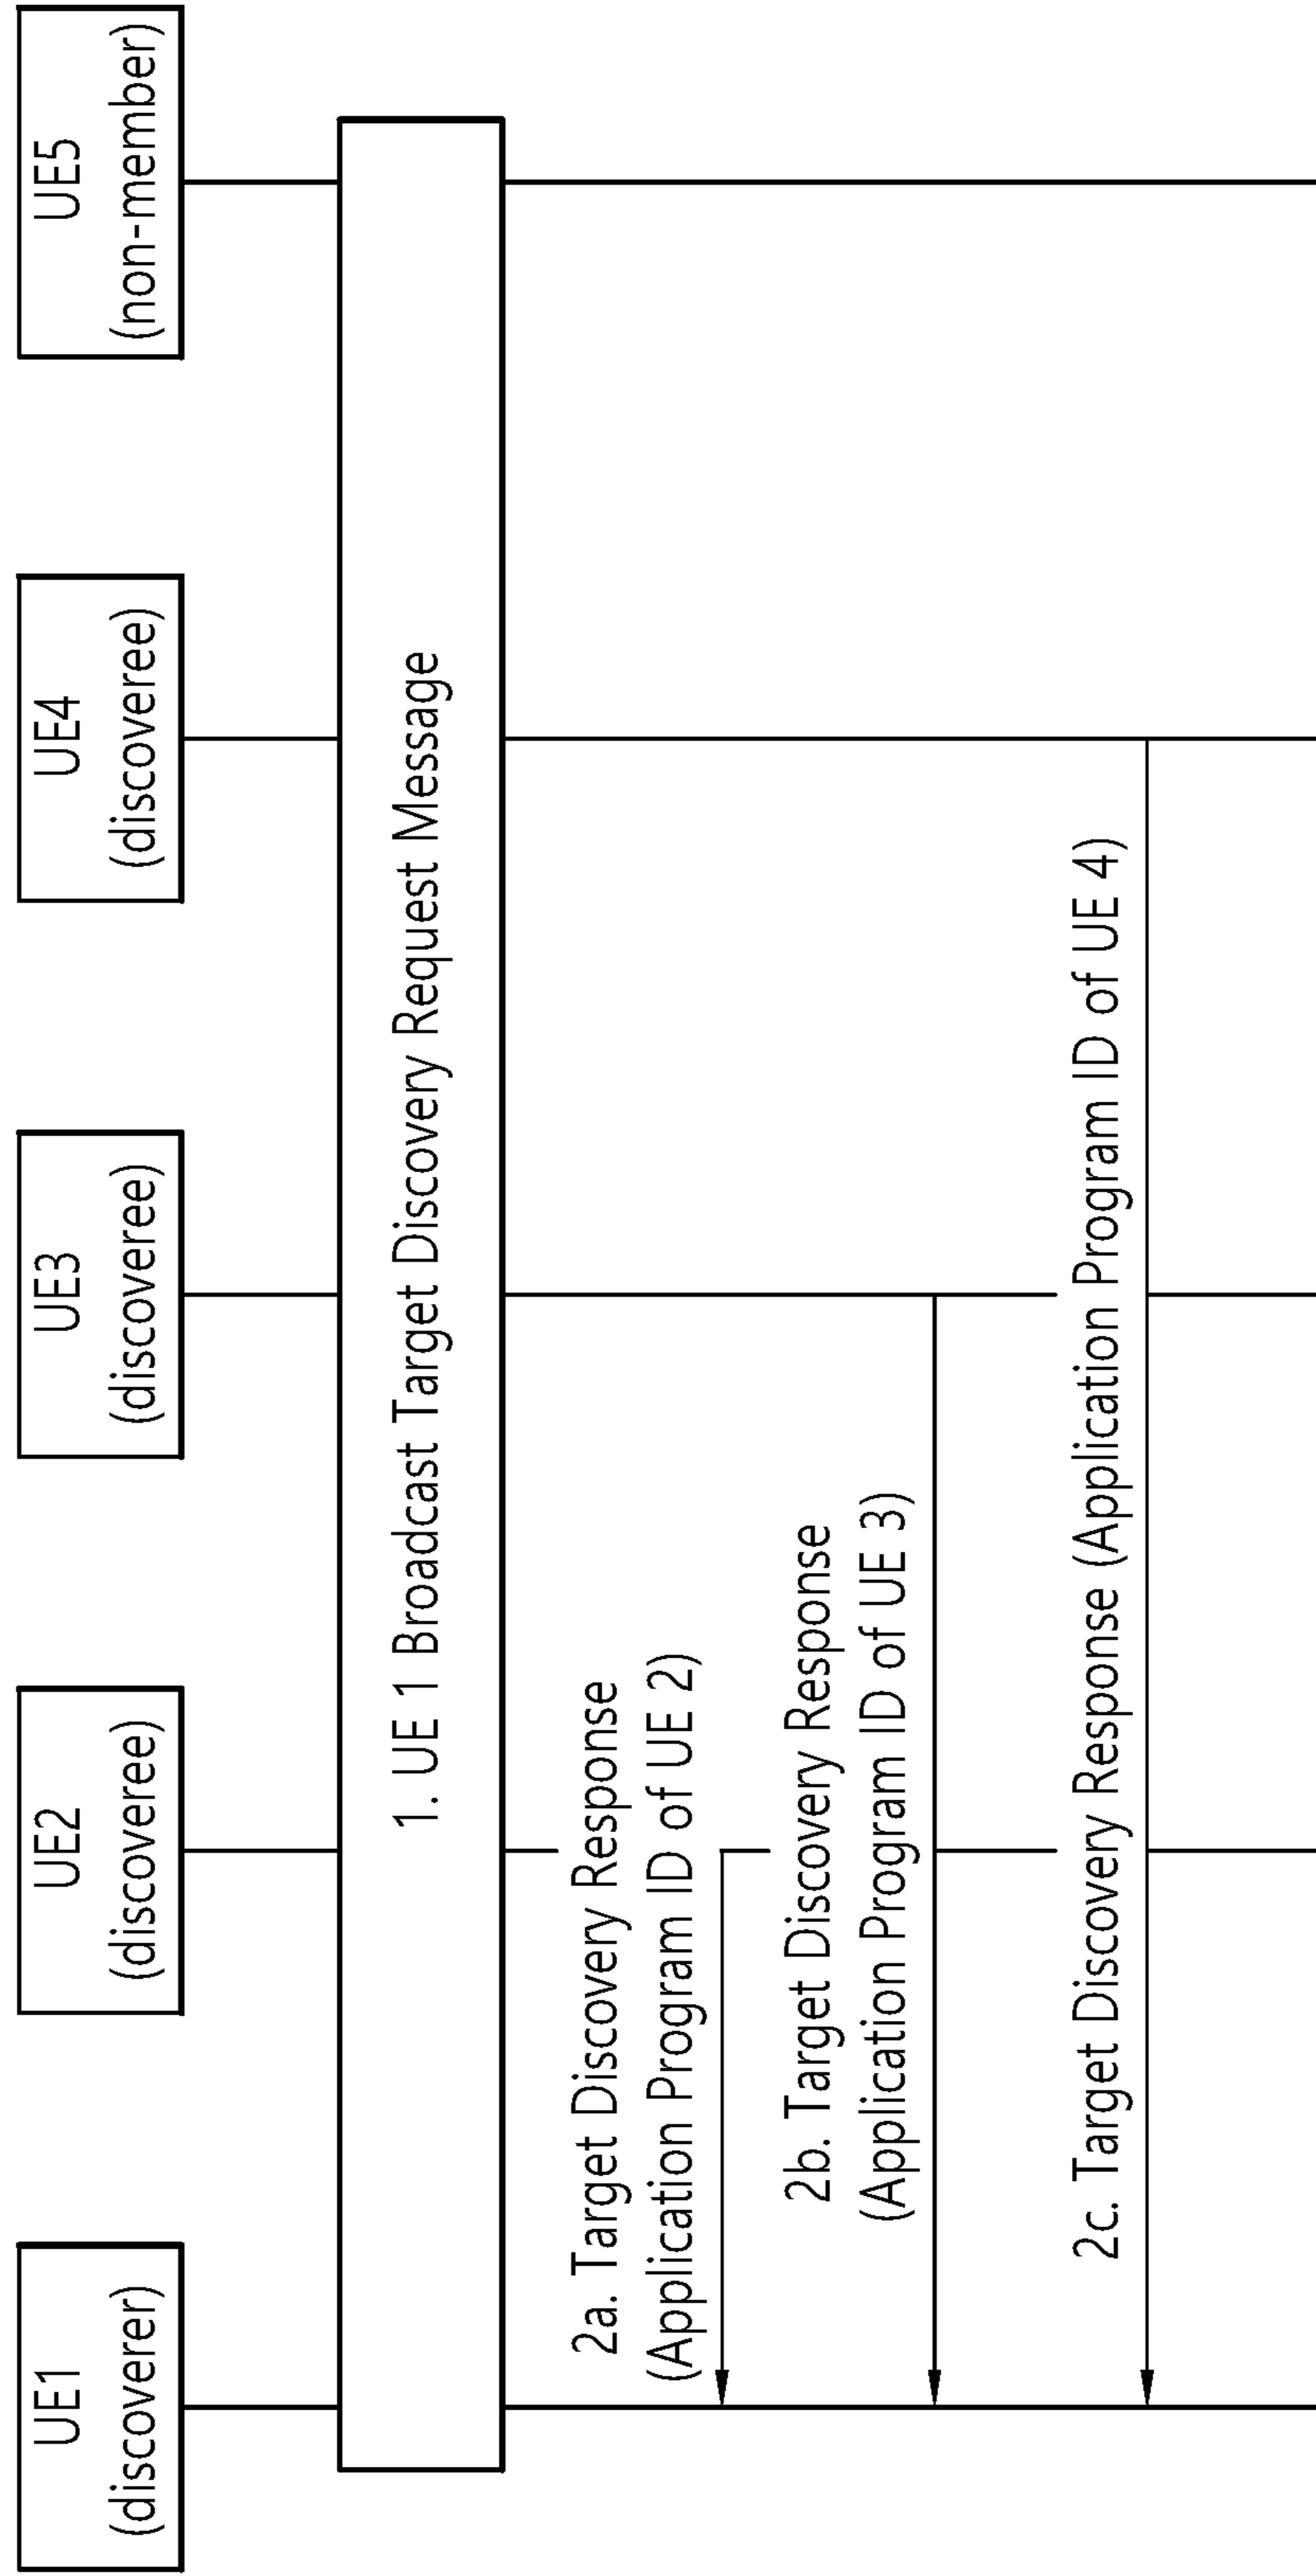 UE1
(discoverer)
UE2
(discoveree)
UE3
(discoveree)
UE4
(discoveree)
UE5
(non-member)
1. UE 1 Broadcast Target Discovery Request Message
2a. Target Discovery Response
(Application Program ID of UE 2)
2b. Target Discovery Response
(Application Program ID of UE 3)
2c. Target Discovery Response (Application Program ID of UE 4)